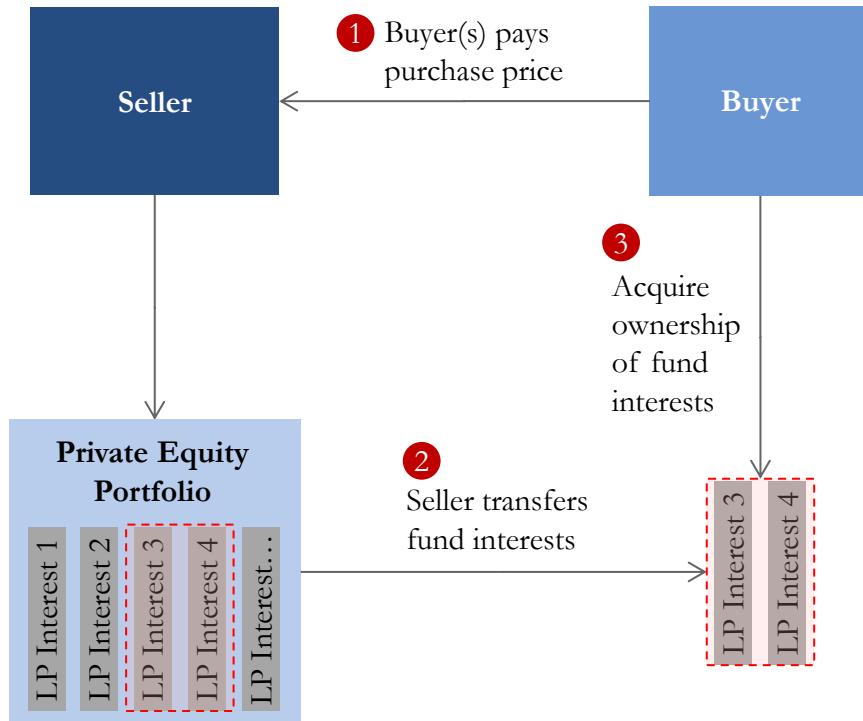 Seller
1
Buyer(s) pays
purchase price
Buyer
3
Acquire
ownership
of fund
interests
Private Equity
Portfolio
LP Interest 1
LP Interest 2
LP Interest 3
LP Interest 4
LP Interest…
2
Seller transfers
fund interests
LP Interest 3
LP Interest 4